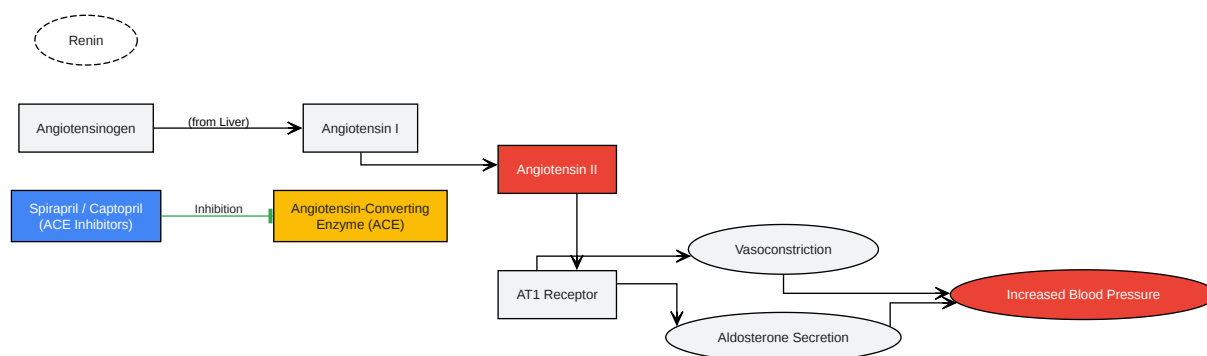 Renin
Angiotensinogen
(from Liver)
Angiotensin I
Angiotensin II
Spirapril / Captopril
(ACE Inhibitors)
Inhibition
Angiotensin-Converting
Enzyme (ACE)
Vasoconstriction
AT1 Receptor
Increased Blood Pressure
Aldosterone Secretion